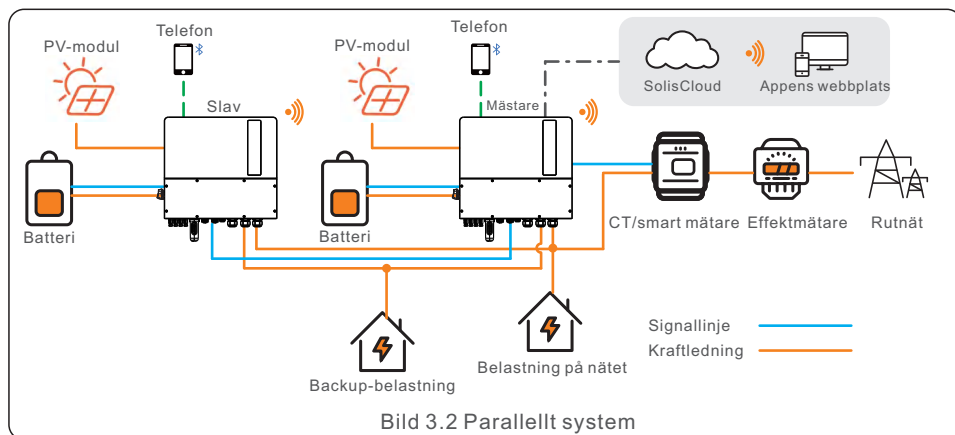 Telefon
Telefon
PV-modul
PV-modul
SolisCloud
Appens webbplats
Slav
Mästare
Batteri
Batteri
CT/smart mätare
Effektmätare
Rutnät
Signallinje
Kraftledning
Backup-belastning
Belastning på nätet
Bild 3.2 Parallellt system